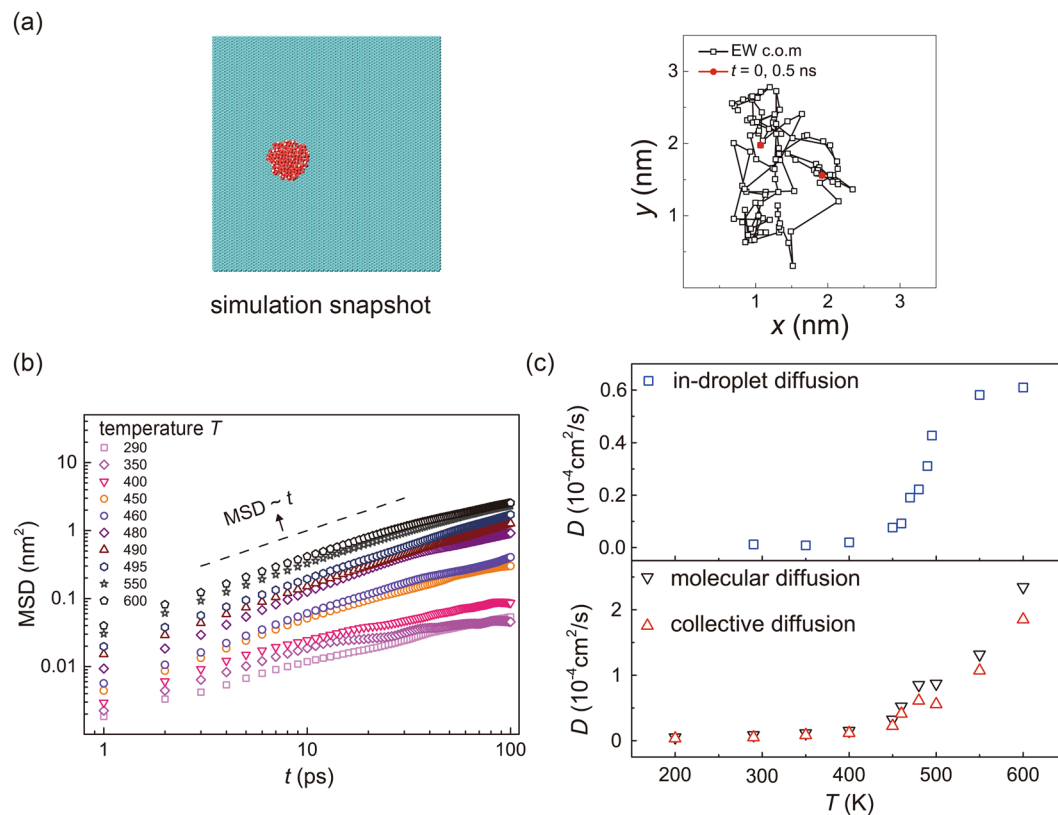 (a)
simulation snapshot
EW c.o.m
t = 0, 0.5 ns
3
2
1
y (nm)
1 2 3
x (nm)
(b)
temperature T
290
350
400
450
460
480
490
495
550
600
MSD ~ t
10
1
0.1
0.01
MSD (nm²)
1 10 100
t (ps)
(c)
in-droplet diffusion
0.6
0.4
0.2
0.0
D (10⁻⁴cm²/s)
molecular diffusion
collective diffusion
2
1
0
D (10⁻⁴cm²/s)
200 300 400 500 600
T (K)